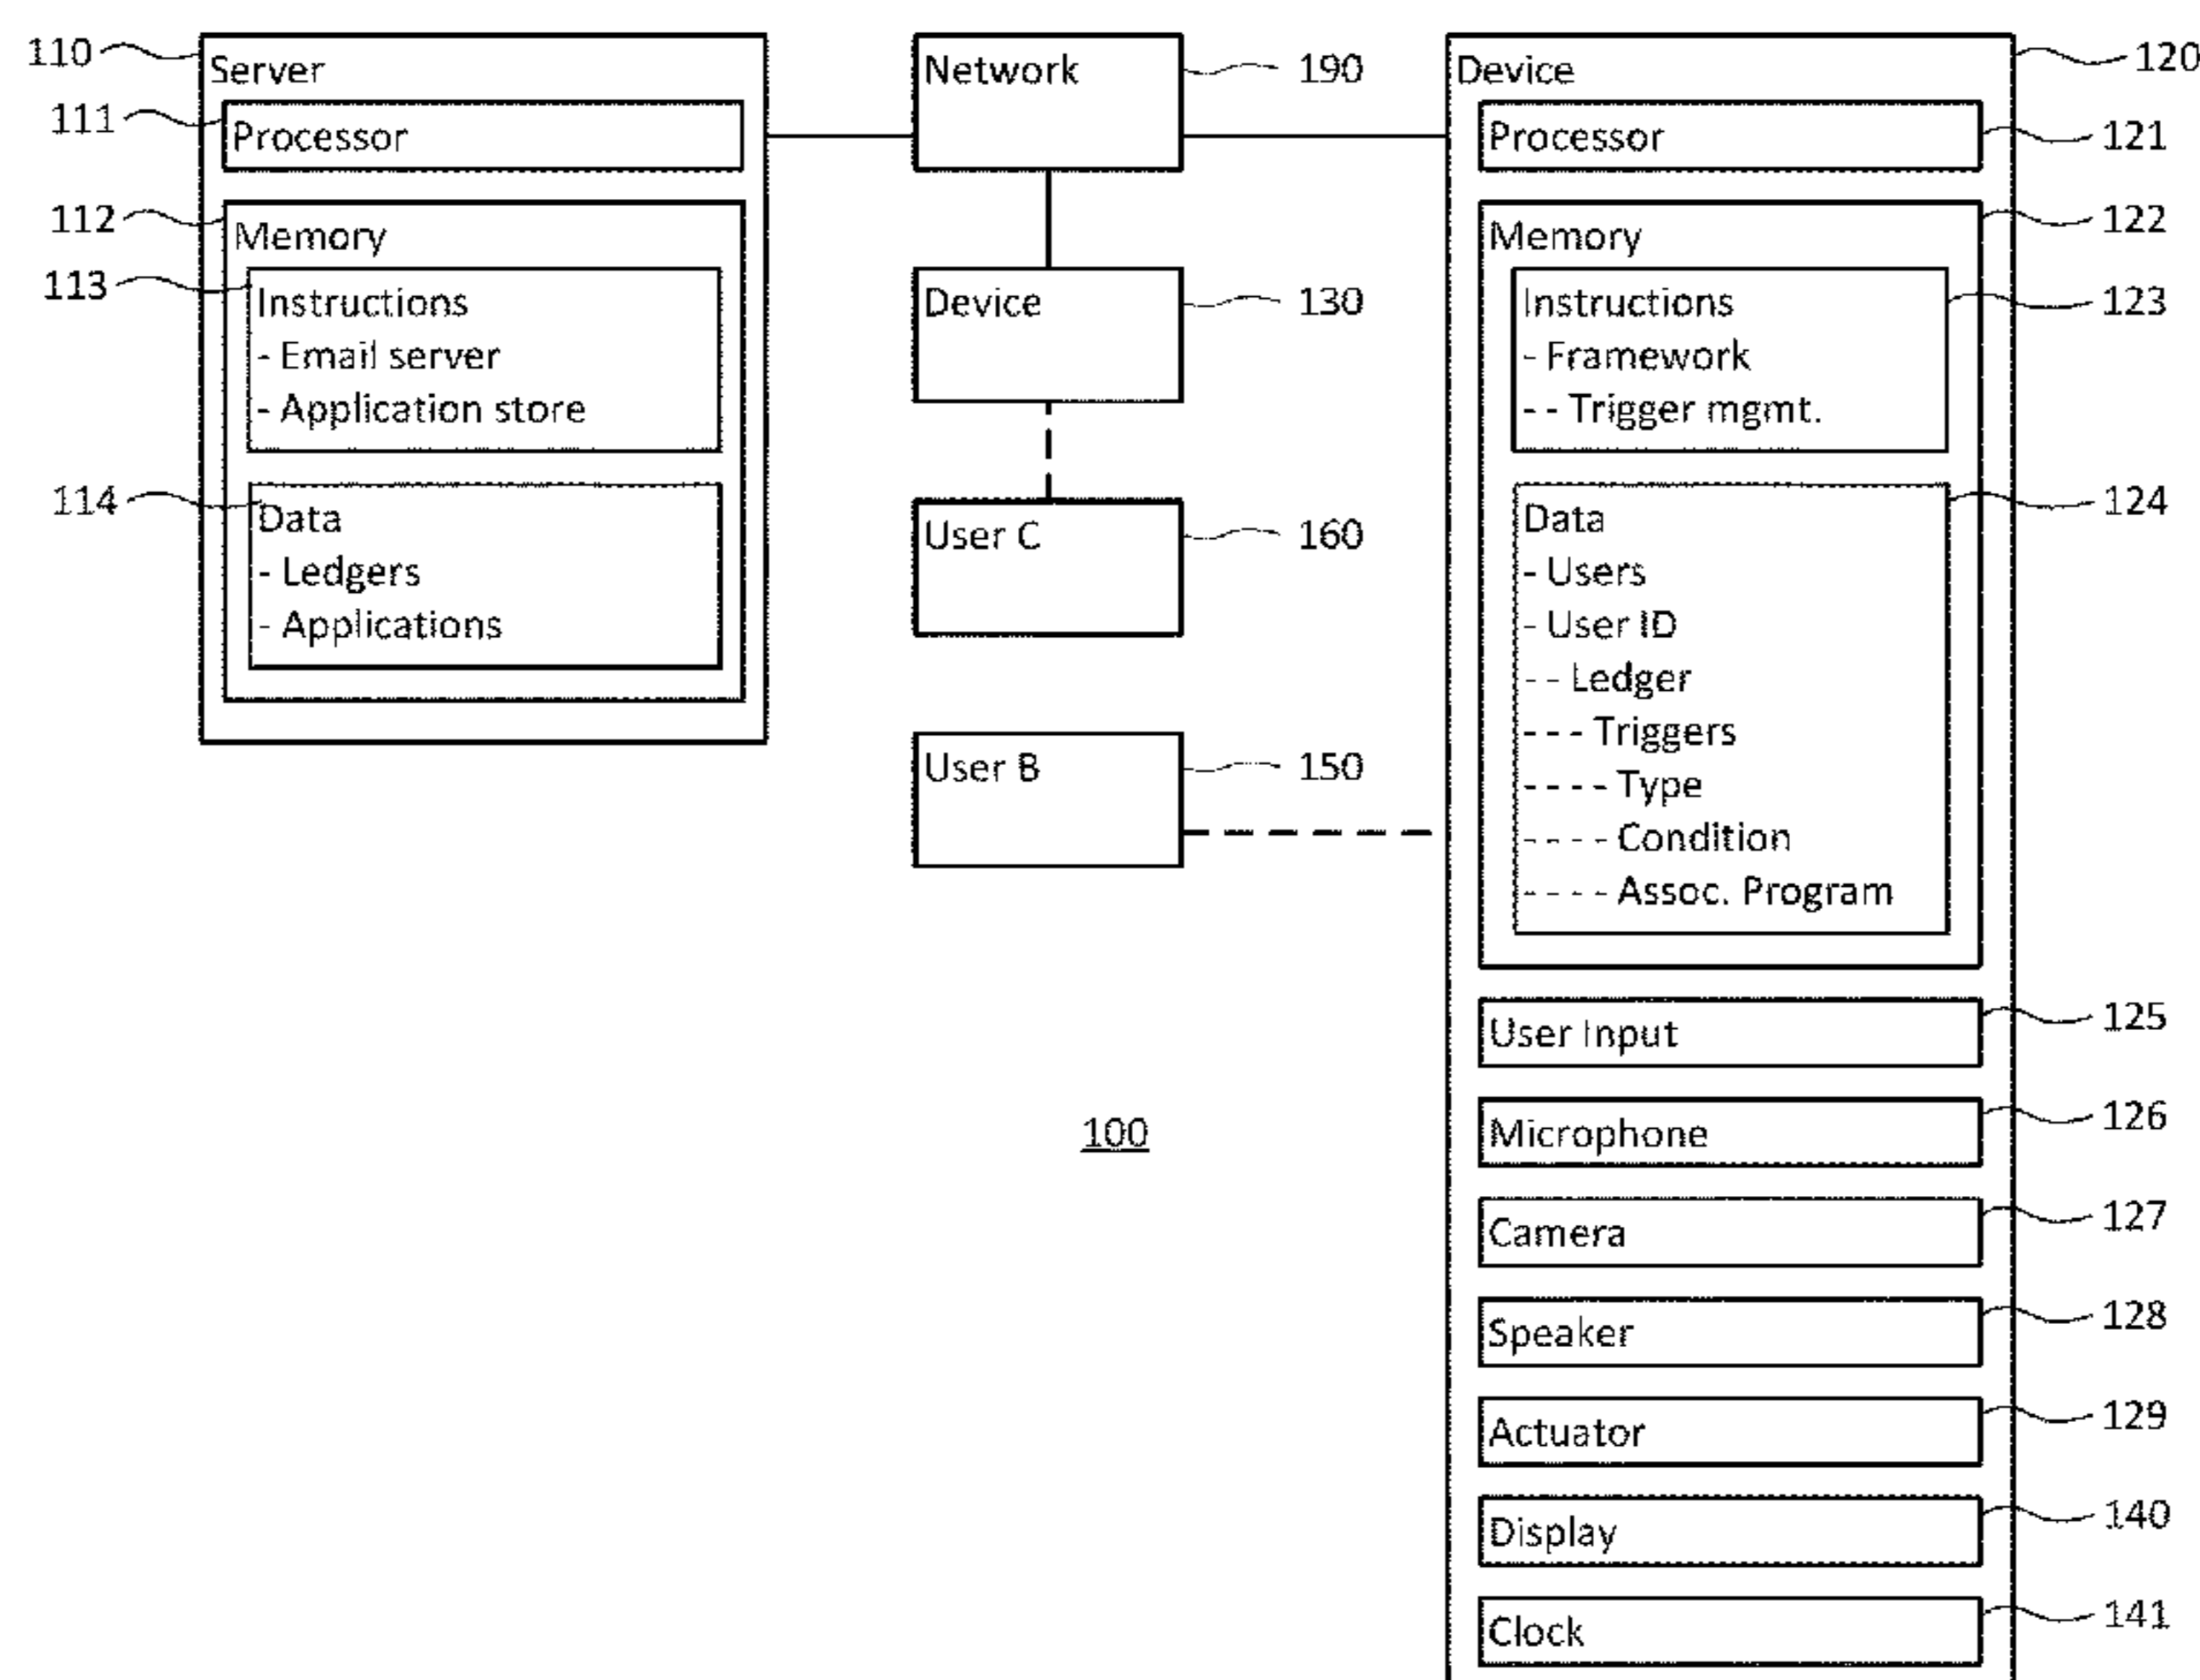 110
Server
111
Processor
112
Memory
113
Instructions
- Email server
- Application store
114
Data
- Ledgers
- Applications
Network
190
Device
130
User C
160
User B
150
100
Device
120
Processor
121
Memory
122
Instructions
123
- Framework
- - Trigger mgmt.
Data
124
- Users
- User ID
- - Ledger
- - - Triggers
- - - - Type
- - - - Condition
- - - - Assoc. Program
User Input
125
Microphone
126
Camera
127
Speaker
128
Actuator
129
Display
140
Clock
141